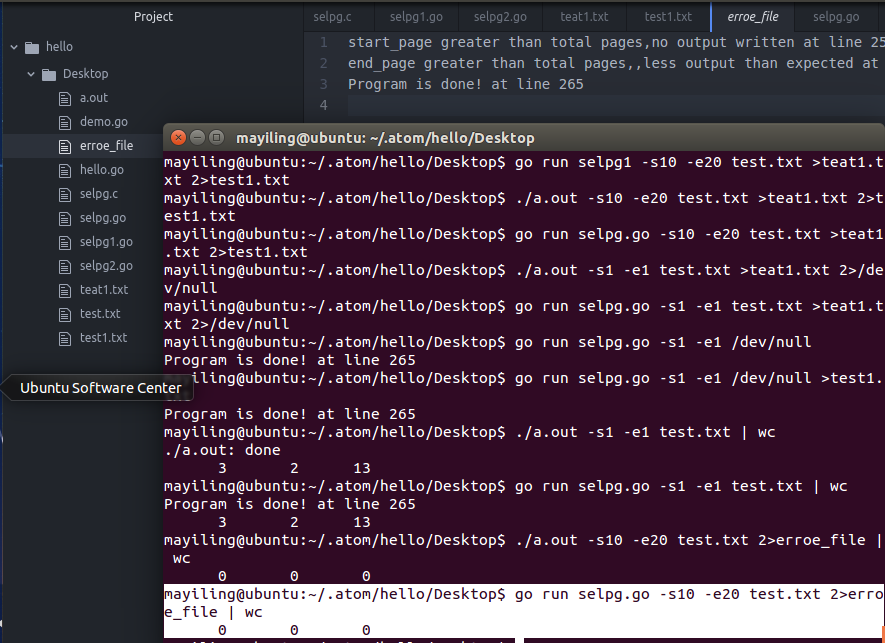 Project
selpg.c selpg1.go selpg2.go teat1.txt test1.txt erroe_file selpg.go
hello
Desktop
a.out
demo.go
erroe_file
hello.go
selpg.c
selpg.go
selpg1.go
selpg2.go
teat1.txt
test.txt
test1.txt
1 start_page greater than total pages,no output written at line 25
2 end_page greater than total pages,,less output than expected at
3 Program is done! at line 265
4
mayiling@ubuntu: ~/.atom/hello/Desktop
mayiling@ubuntu:~/.atom/hello/Desktop$ go run selpg1 -s10 -e20 test.txt >teat1.t
xt 2>test1.txt
mayiling@ubuntu:~/.atom/hello/Desktop$ ./a.out -s10 -e20 test.txt >teat1.txt 2>t
est1.txt
mayiling@ubuntu:~/.atom/hello/Desktop$ go run selpg.go -s10 -e20 test.txt >teat1
.txt 2>test1.txt
mayiling@ubuntu:~/.atom/hello/Desktop$ ./a.out -s1 -e1 test.txt >teat1.txt 2>/de
v/null
mayiling@ubuntu:~/.atom/hello/Desktop$ go run selpg.go -s1 -e1 test.txt >teat1.t
xt 2>/dev/null
mayiling@ubuntu:~/.atom/hello/Desktop$ go run selpg.go -s1 -e1 /dev/null
Program is done! at line 265
iling@ubuntu:~/.atom/hello/Desktop$ go run selpg.go -s1 -e1 /dev/null >test1.
Ubuntu Software Center
Program is done! at line 265
mayiling@ubuntu:~/.atom/hello/Desktop$ ./a.out -s1 -e1 test.txt | wc
./a.out: done
3 2 13
mayiling@ubuntu:~/.atom/hello/Desktop$ go run selpg.go -s1 -e1 test.txt | wc
Program is done! at line 265
3 2 13
mayiling@ubuntu:~/.atom/hello/Desktop$ ./a.out -s10 -e20 test.txt 2>erroe_file |
wc
0 0 0
mayiling@ubuntu:~/.atom/hello/Desktop$ go run selpg.go -s10 -e20 test.txt 2>erro
e_file | wc
0 0 0